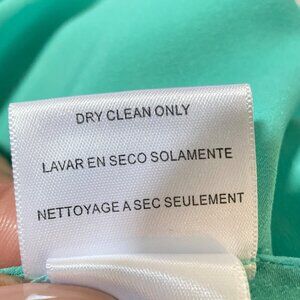 DRY CLEAN ONLY
LAVAR EN SECO SOLAMENTE
NETTOYAGE A SEC SEULEMENT